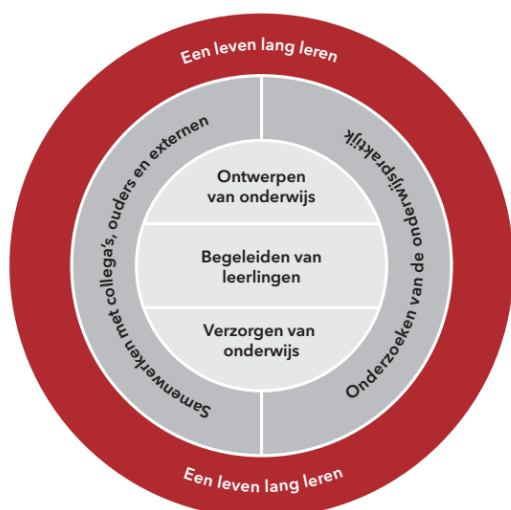 Een leven lang leren
Samenwerken met collega's, ouders en externen
Onderzoeken van de onderwijspraktijk
Ontwerpen
van onderwijs
Begeleiden van
leerlingen
Verzorgen van
onderwijs
Een leven lang leren